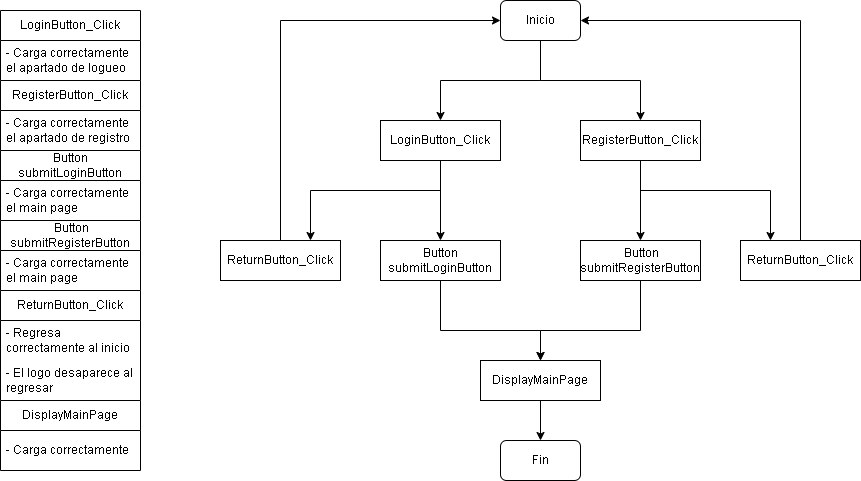 LoginButton_Click
- Carga correctamente
el apartado de logueo
RegisterButton_Click
- Carga correctamente
el apartado de registro
Button
submitLoginButton
- Carga correctamente
el main page
Button
submitRegisterButton
- Carga correctamente
el main page
ReturnButton_Click
- Regresa
correctamente al inicio
- El logo desaparece al
regresar
DisplayMainPage
- Carga correctamente
Inicio
LoginButton_Click
RegisterButton_Click
ReturnButton_Click
Button
submitLoginButton
Button
submitRegisterButton
ReturnButton_Click
DisplayMainPage
Fin